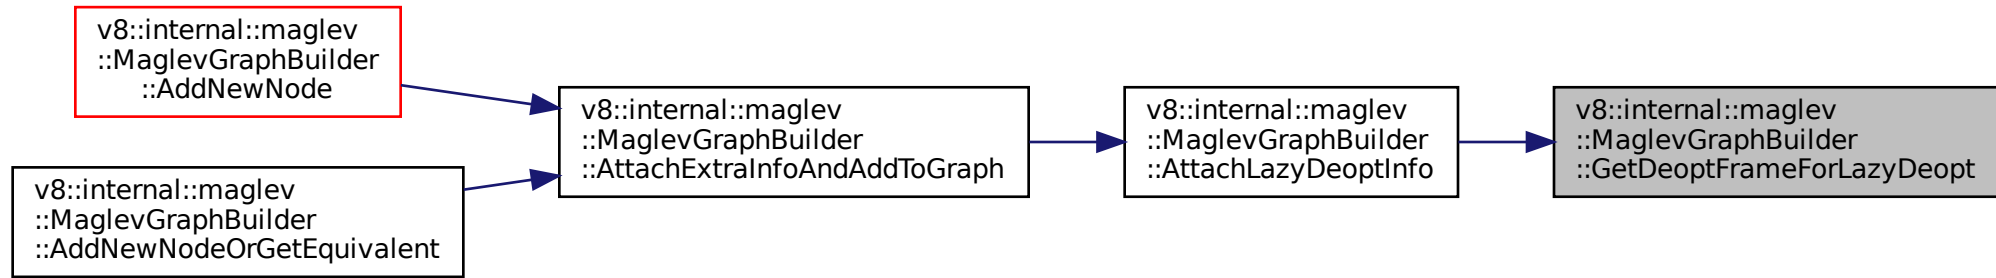 v8::internal::maglev
::MaglevGraphBuilder
::AddNewNode
v8::internal::maglev
::MaglevGraphBuilder
::AddNewNodeOrGetEquivalent
v8::internal::maglev
::MaglevGraphBuilder
::AttachExtraInfoAndAddToGraph
v8::internal::maglev
::MaglevGraphBuilder
::AttachLazyDeoptInfo
v8::internal::maglev
::MaglevGraphBuilder
::GetDeoptFrameForLazyDeopt